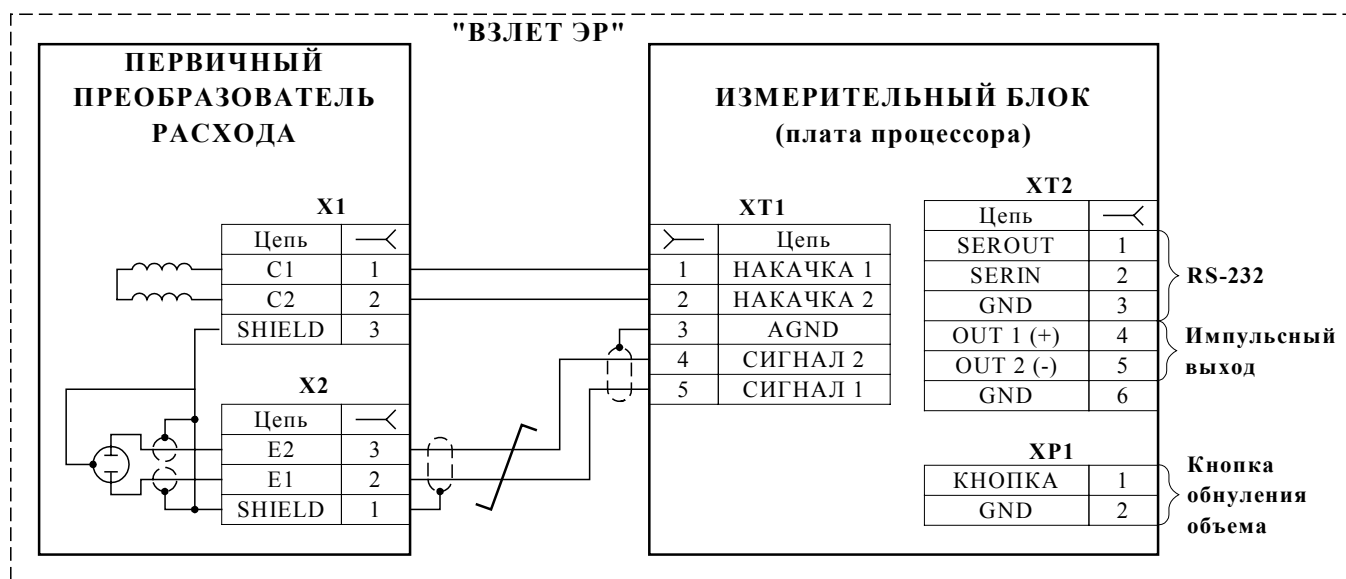 "ВЗЛЕТ ЭР"
ПЕРВИЧНЫЙ
ПРЕОБРАЗОВАТЕЛЬ
РАСХОДА
X1
Цепь
C1 1
C2 2
SHIELD 3
X2
Цепь
E2 3
E1 2
SHIELD 1
ИЗМЕРИТЕЛЬНЫЙ БЛОК
(плата процессора)
XT1
Цепь
1 НАКАЧКА 1
2 НАКАЧКА 2
3 AGND
4 СИГНАЛ 2
5 СИГНАЛ 1
XT2
Цепь
SEROUT 1
SERIN 2
GND 3
OUT 1 (+) 4
OUT 2 (-) 5
GND 6
RS-232
Импульсный
выход
XP1
КНОПКА 1
GND 2
Кнопка
обнуления
объема